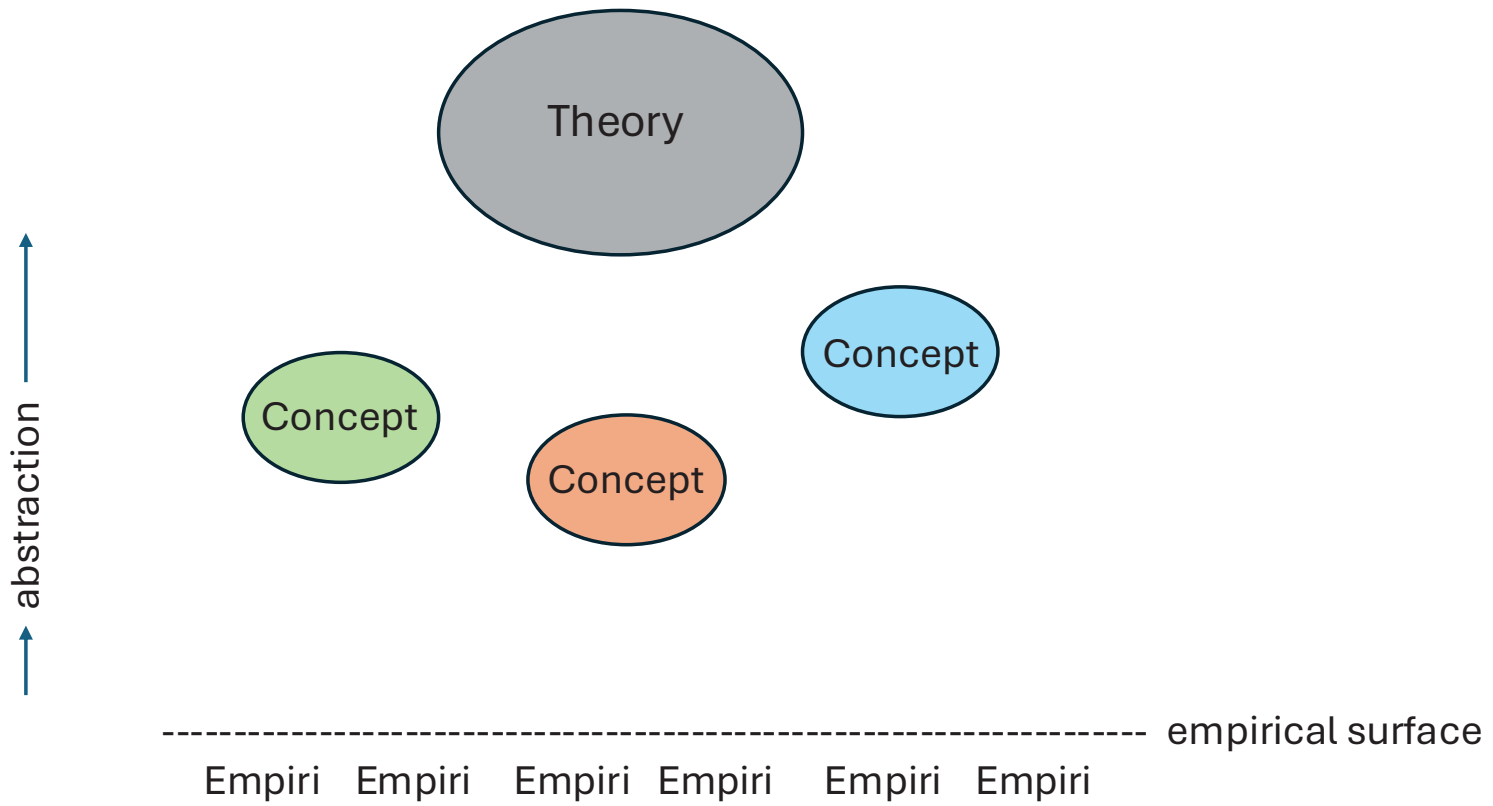 Theory
Concept
Concept
Concept
abstraction
empirical surface
Empiri Empiri Empiri Empiri Empiri Empiri